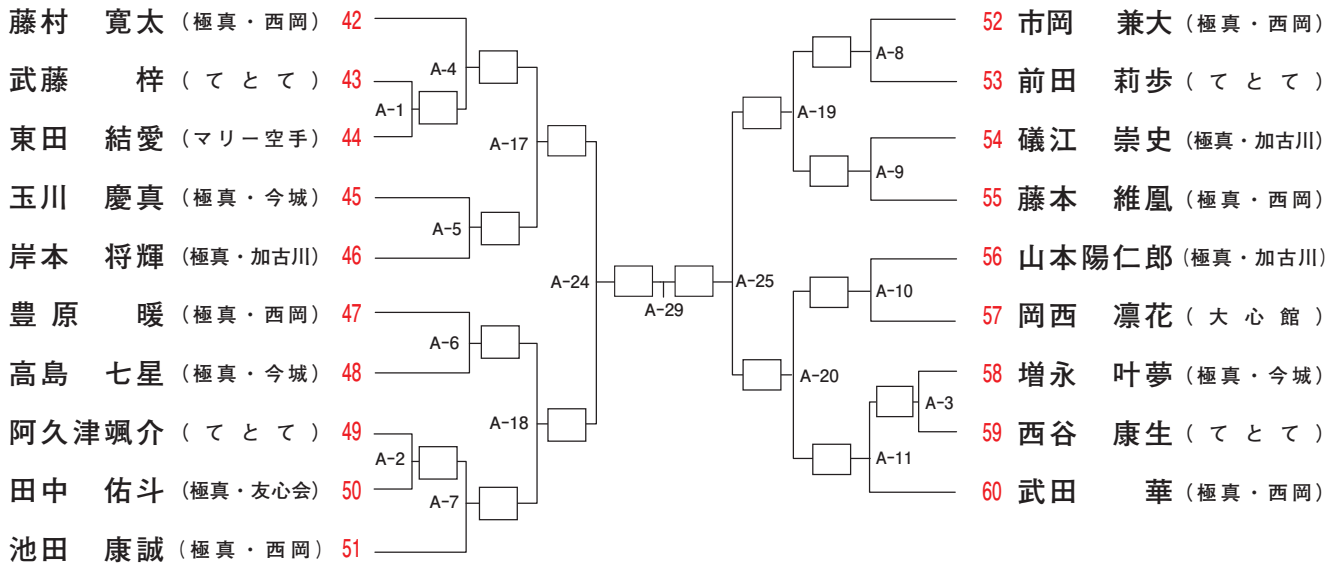 藤村 寛太 (極真・西岡) 42
武藤 梓 (てとて) 43
東田 結愛 (マリー空手) 44
玉川 慶真 (極真・今城) 45
岸本 将輝 (極真・加古川) 46
豊原 暖 (極真・西岡) 47
高島 七星 (極真・今城) 48
阿久津颯介 (てとて) 49
田中 佑斗 (極真・友心会) 50
池田 康誠 (極真・西岡) 51
A-1
A-4
A-5
A-17
A-6
A-2
A-7
A-18
A-24
A-29
A-25
A-19
A-8
A-9
A-20
A-10
A-3
A-11
52 市岡 兼大 (極真・西岡)
53 前田 莉歩 (てとて)
54 礒江 崇史 (極真・加古川)
55 藤本 維凰 (極真・西岡)
56 山本陽仁郎 (極真・加古川)
57 岡西 凛花 (大心館)
58 増永 叶夢 (極真・今城)
59 西谷 康生 (てとて)
60 武田 華 (極真・西岡)